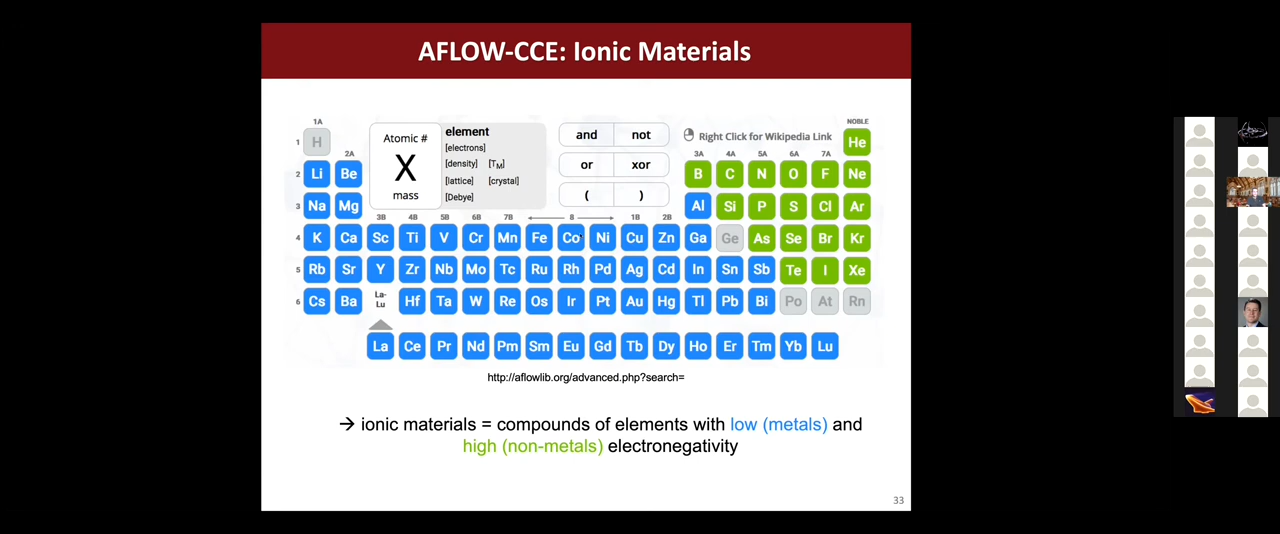 AFLOW-CCE: Ionic Materials
1A
NOBLE
1 H
Atomic #
X
mass
element
[electrons]
[density] [TM]
[lattice] [crystal]
[Debye]
and not
or xor
( )
Right Click for Wikipedia Link
He
2A
3A 4A 5A 6A 7A
2 Li Be B C N O F Ne
3 Na Mg Al Si P S Cl Ar
3B 4B 5B 6B 7B 8 1B 2B
4 K Ca Sc Ti V Cr Mn Fe Co Ni Cu Zn Ga Ge As Se Br Kr
5 Rb Sr Y Zr Nb Mo Tc Ru Rh Pd Ag Cd In Sn Sb Te I Xe
6 Cs Ba La-Lu Hf Ta W Re Os Ir Pt Au Hg Tl Pb Bi Po At Rn
La Ce Pr Nd Pm Sm Eu Gd Tb Dy Ho Er Tm Yb Lu
http://aflowlib.org/advanced.php?search=
→ ionic materials = compounds of elements with low (metals) and
high (non-metals) electronegativity
33